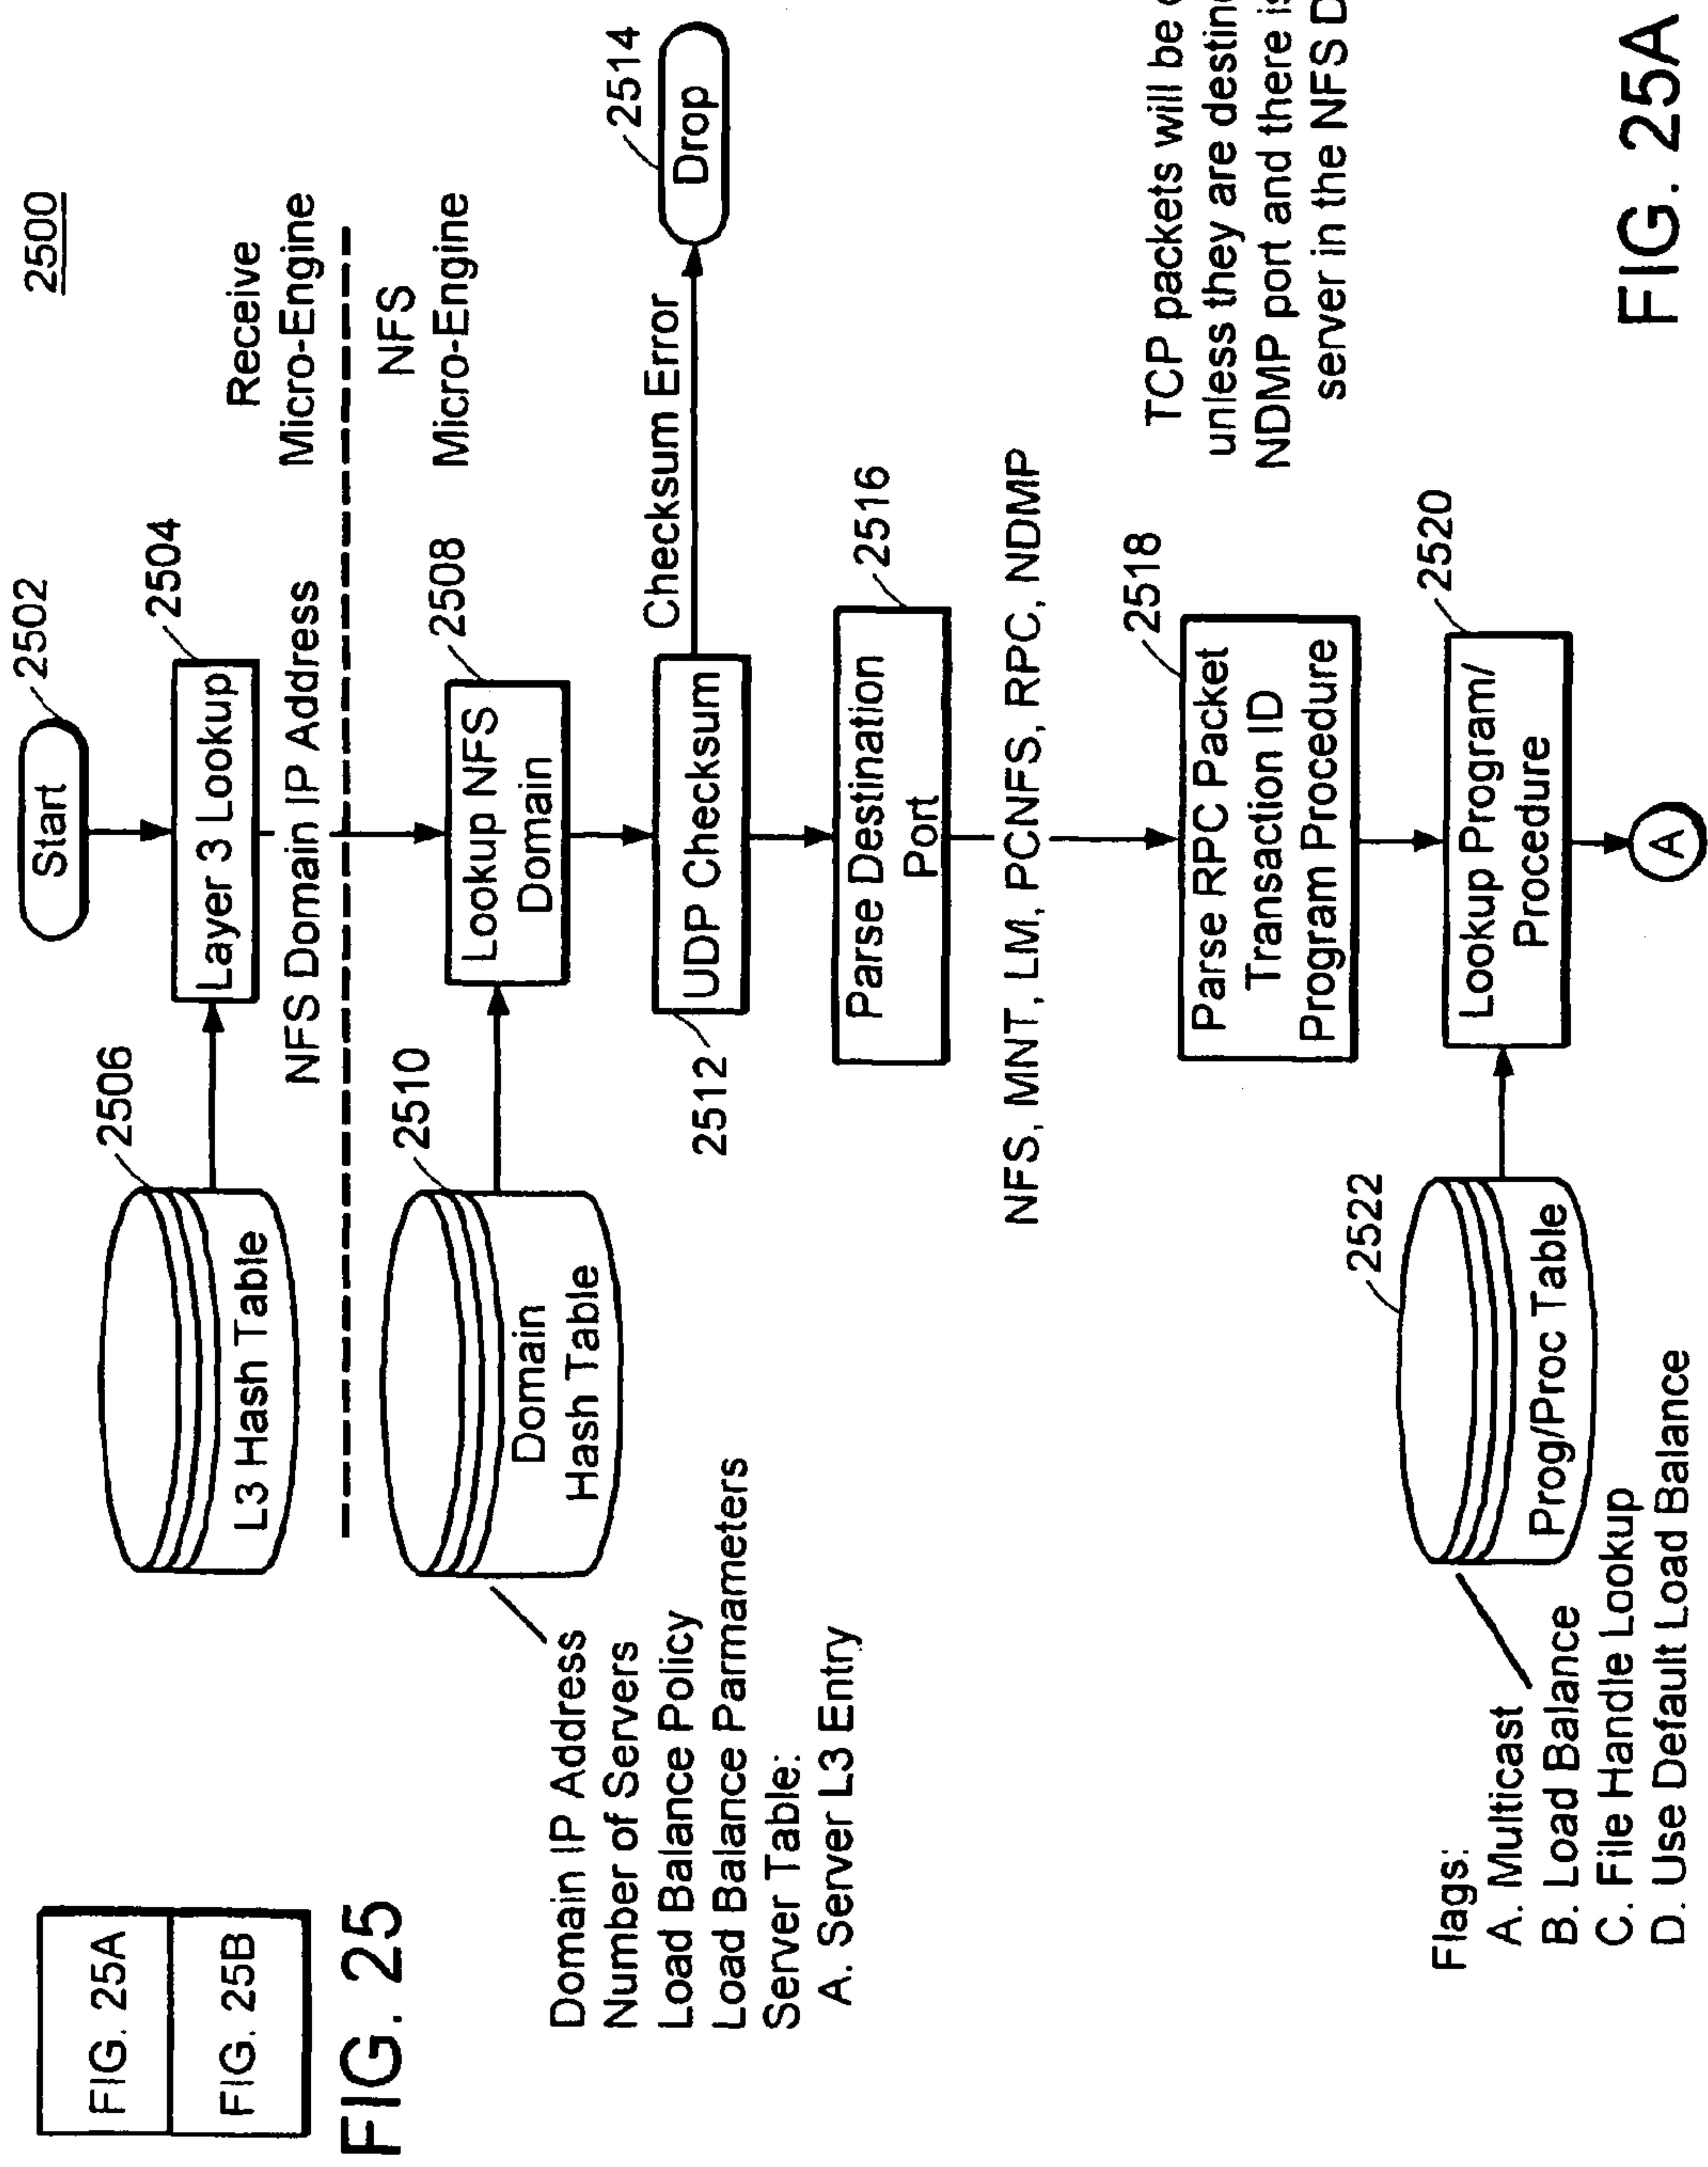 2500
FIG. 25A
FIG. 25B
FIG. 25
Start
2502
Layer 3 Lookup
2504
2506
L3 Hash Table
Receive
Micro-Engine
NFS Domain IP Address
NFS
Micro-Engine
2510
Domain
Hash Table
Lookup NFS
Domain
2508
Domain IP Address
Number of Servers
Load Balance Policy
Load Balance Parmameters
Server Table:
A. Server L3 Entry
UDP Checksum
2512
Checksum Error
Drop
2514
Parse Destination
Port
2516
NFS, MNT, LM, PCNFS, RPC, NDMP
Parse RPC Packet
Transaction ID
Program Procedure
2518
TCP packets will be
unless they are destin
NDMP port and there is
server in the NFS D
2522
Prog/Proc Table
Lookup Program/
Procedure
2520
Flags:
A. Multicast
B. Load Balance
C. File Handle Lookup
D. Use Default Load Balance
A
FIG. 25A